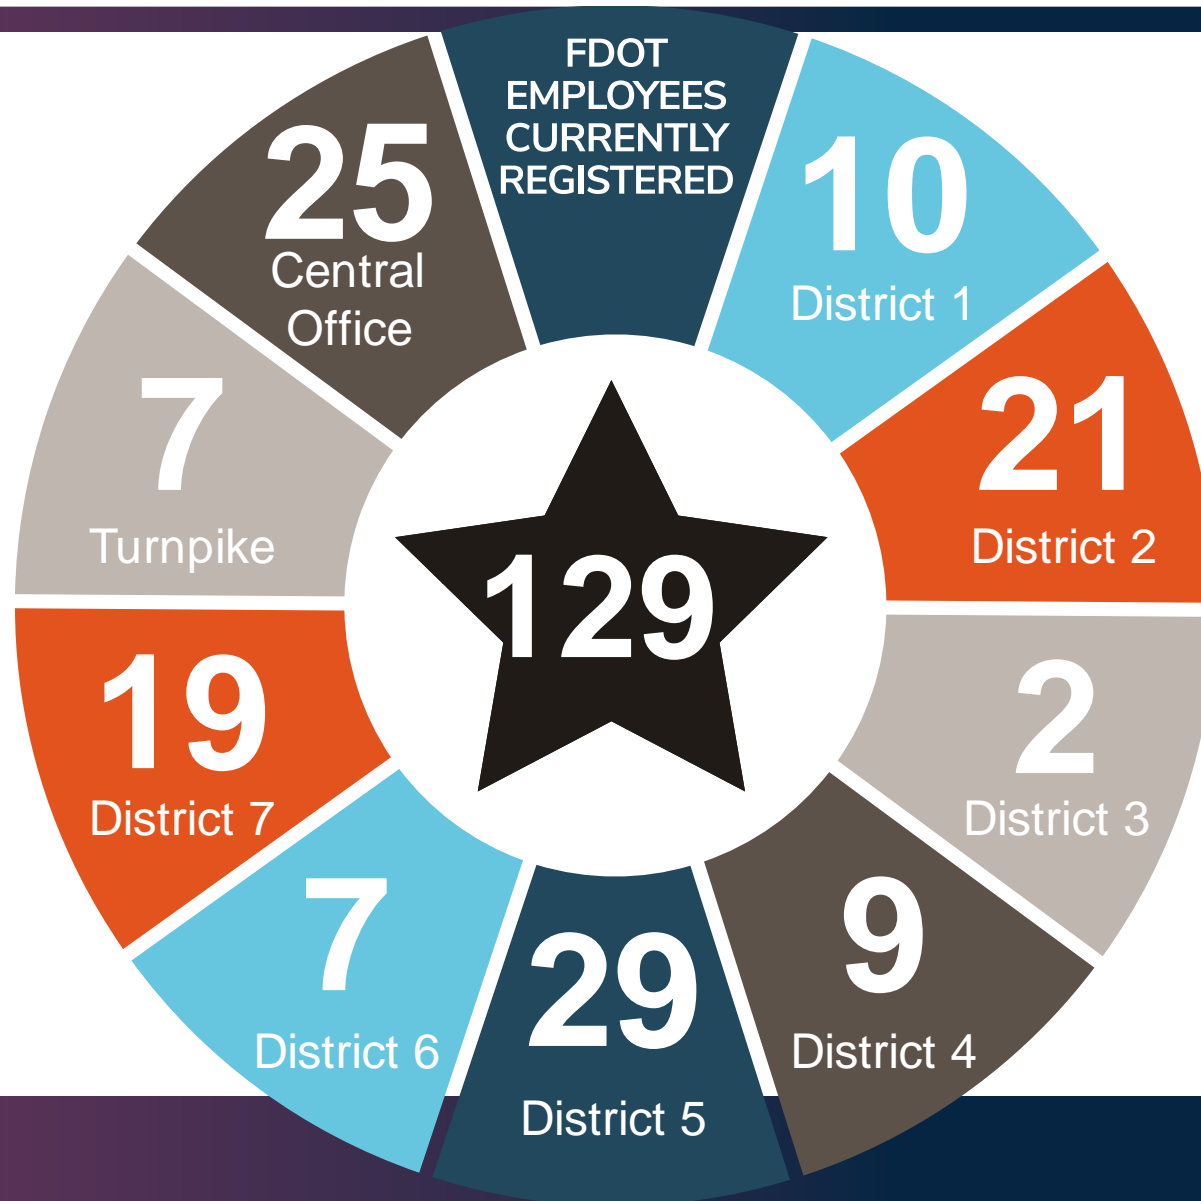 FDOT
EMPLOYEES
CURRENTLY
REGISTERED
10
District 1
21
District 2
2
District 3
9
District 4
29
District 5
7
District 6
19
District 7
7
Turnpike
25
Central
Office
129